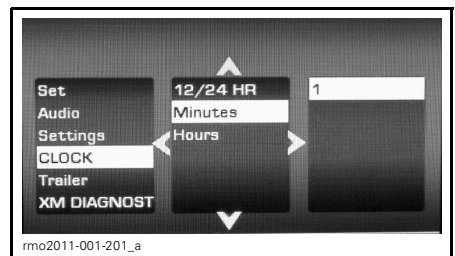 Set
Audio
Settings
CLOCK
Trailer
XM DIAGNOST
12/24 HR
Minutes
Hours
1
rmo2011-001-201_a